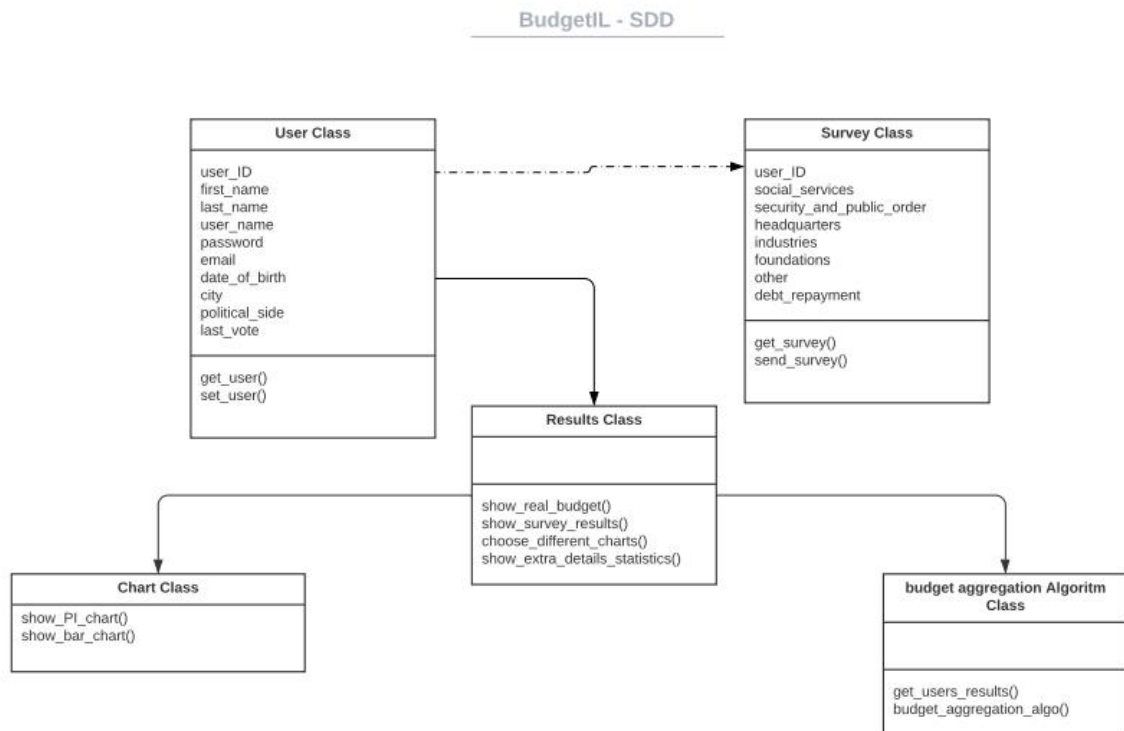 BudgetIL - SDD
User Class
user_ID
first_name
last_name
user_name
password
email
date_of_birth
city
political_side
last_vote
get_user()
set_user()
Survey Class
user_ID
social_services
security_and_public_order
headquarters
industries
foundations
other
debt_repayment
get_survey()
send_survey()
Results Class
show_real_budget()
show_survey_results()
choose_different_charts()
show_extra_details_statistics()
Chart Class
show_PI_chart()
show_bar_chart()
budget aggregation Algoritm
Class
get_users_results()
budget_aggregation_algo()